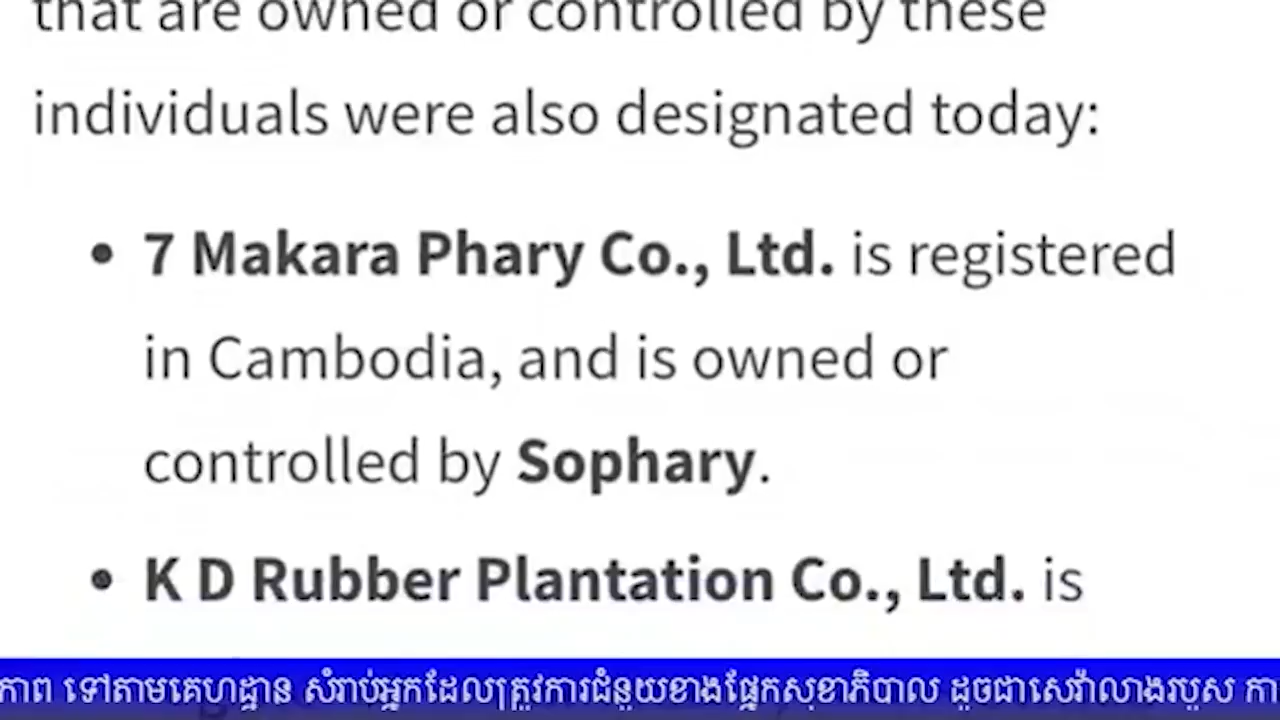 that are owned or controlled by these
individuals were also designated today:
• 7 Makara Phary Co., Ltd. is registered
in Cambodia, and is owned or
controlled by Sophary.
• K D Rubber Plantation Co., Ltd. is
ភាព ទៅតាមគេហដ្ឋាន សំរាប់អ្នកដែលត្រូវការជំនួយខាងផ្នែកសុខាភិបាល ដូចជាសេវ៉ាលាងរបួស កា